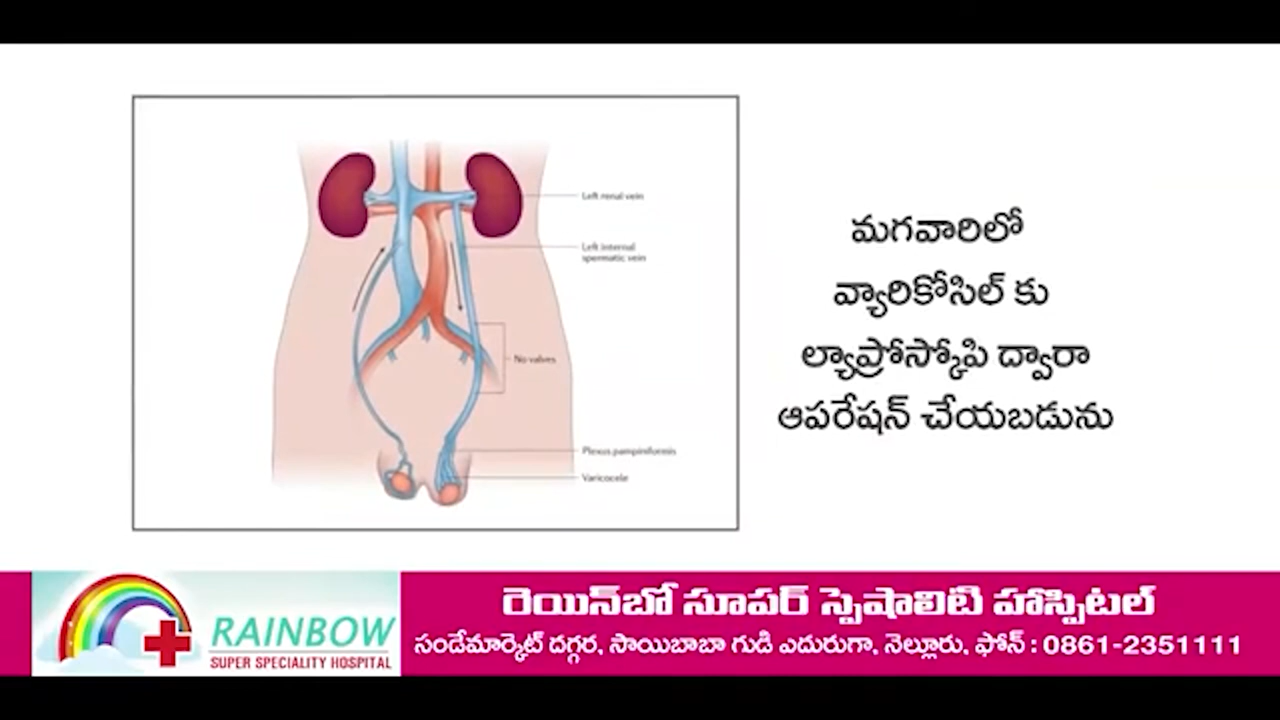 Left renal vein
Left internal
spermatic vein
No valves
Plexus pampiniformis
Varicocele
మగవారిలో
వ్యారికోసిల్ కు
ల్యాప్రోస్కోపి ద్వారా
ఆపరేషన్ చేయబడును
RAINBOW
SUPER SPECIALITY HOSPITAL
రెయిన్‌బో సూపర్ స్పెషాలిటి హాస్పిటల్
సండేమార్కెట్ దగ్గర, సాయిబాబా గుడి ఎదురుగా, నెల్లూరు, ఫోన్ : 0861-2351111